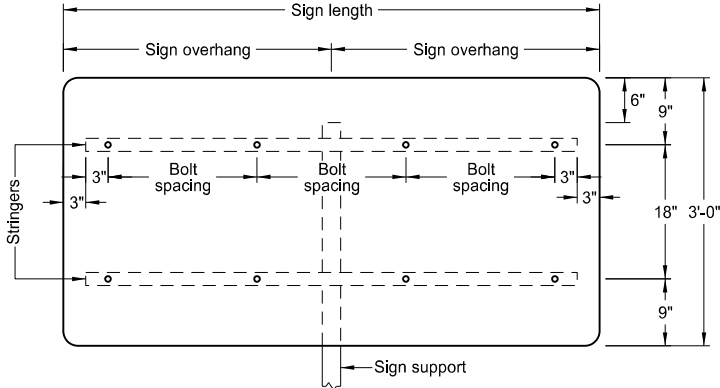 Sign length
Sign overhang
Sign overhang
6"
9"
Stringers
3"
Bolt
spacing
Bolt
spacing
Bolt
spacing
3"
3"
3"
18"
3'-0"
9"
Sign support